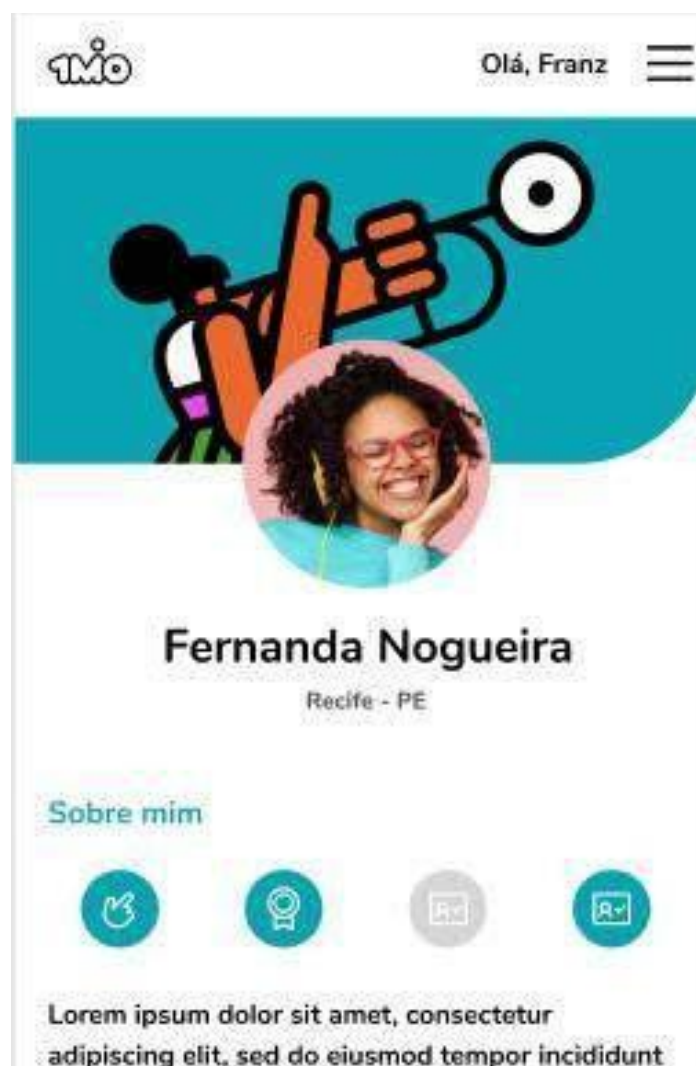 1MiO
Olá, Franz
Fernanda Nogueira
Recife - PE
Sobre mim
Lorem ipsum dolor sit amet, consectetur
adipiscing elit, sed do eiusmod tempor incididunt